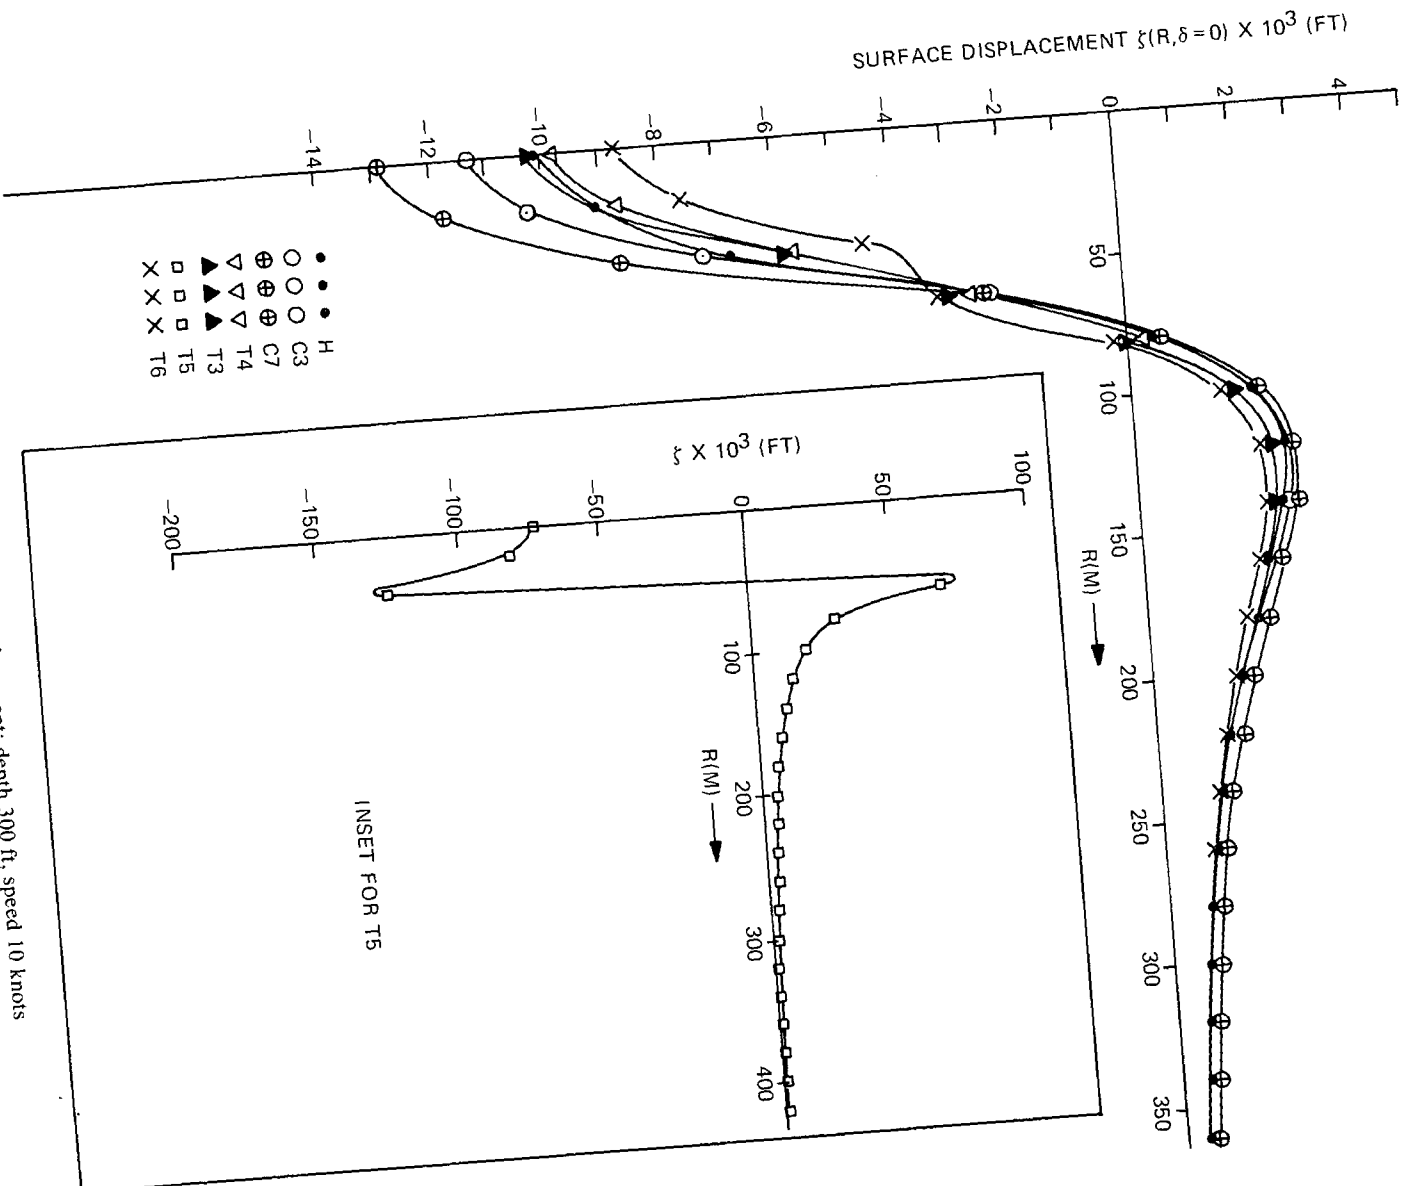 SURFACE DISPLACEMENT ζ(R,δ=0) X 10³ (FT)
4
2
0
−2
−4
−6
−8
−10
−12
−14
50
100
150
200
250
300
350
R(M)
H
C3
C7
T4
T3
T5
T6
ζ X 10³ (FT)
100
50
0
−50
−100
−150
−200
100
200
300
400
R(M)
INSET FOR T5
depth 300 ft, speed 10 knots